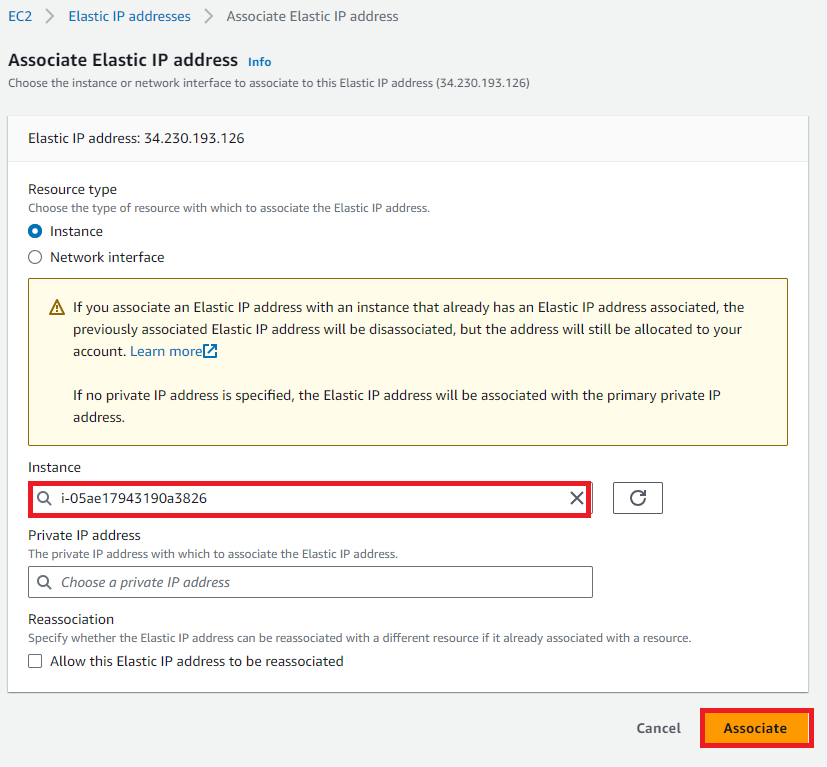 EC2 Elastic IP addresses Associate Elastic IP address
Associate Elastic IP address Info
Choose the instance or network interface to associate to this Elastic IP address (34.230.193.126)
Elastic IP address: 34.230.193.126
Resource type
Choose the type of resource with which to associate the Elastic IP address.
Instance
Network interface
If you associate an Elastic IP address with an instance that already has an Elastic IP address associated, the
previously associated Elastic IP address will be disassociated, but the address will still be allocated to your
account. Learn more
If no private IP address is specified, the Elastic IP address will be associated with the primary private IP
address.
Instance
i-05ae17943190a3826
Private IP address
The private IP address with which to associate the Elastic IP address.
Choose a private IP address
Reassociation
Specify whether the Elastic IP address can be reassociated with a different resource if it already associated with a resource.
Allow this Elastic IP address to be reassociated
Cancel Associate